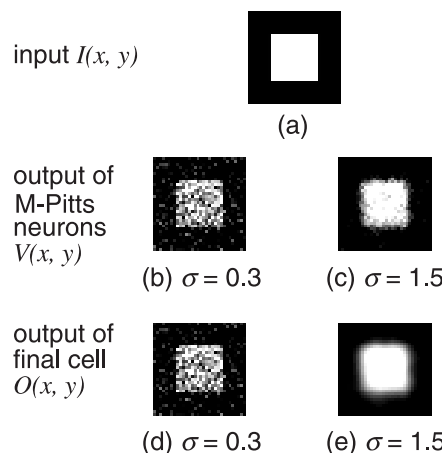 input I(x, y)
(a)
output of
M-Pitts
neurons
V(x, y)
(b) σ = 0.3
(c) σ = 1.5
output of
final cell
O(x, y)
(d) σ = 0.3
(e) σ = 1.5